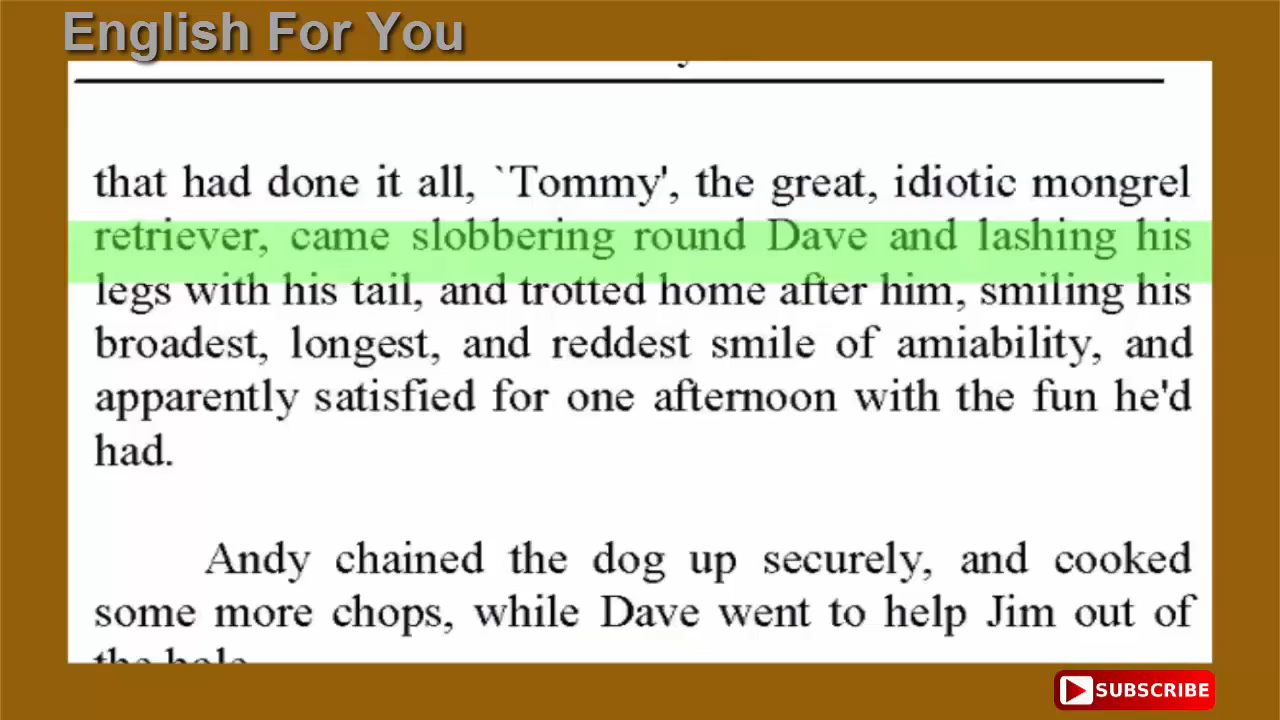 English For You
that had done it all, `Tommy', the great, idiotic mongrel
retriever, came slobbering round Dave and lashing his
legs with his tail, and trotted home after him, smiling his
broadest, longest, and reddest smile of amiability, and
apparently satisfied for one afternoon with the fun he'd
had.
Andy chained the dog up securely, and cooked
some more chops, while Dave went to help Jim out of
the hole
SUBSCRIBE